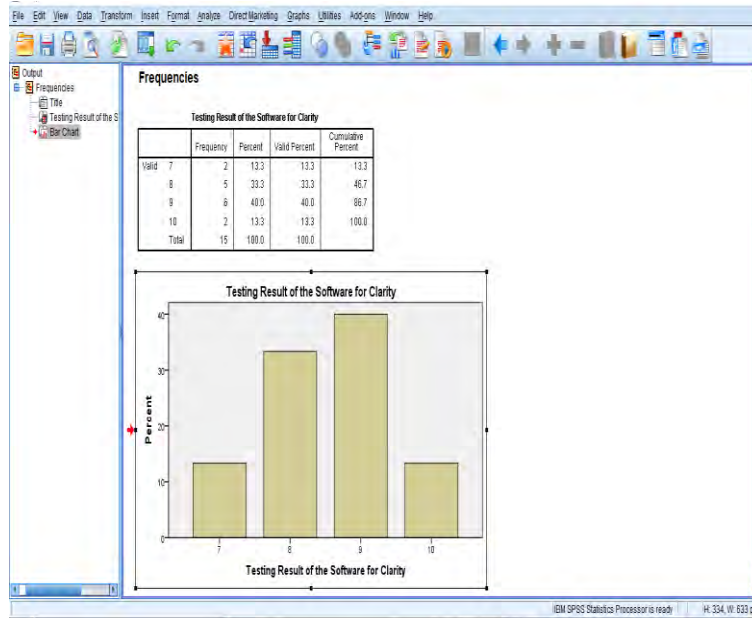 File Edit View Data Transform Insert Format Analyze Direct Marketing Graphs Utilities Add-ons Window Help
Output
Frequencies
Title
Testing Result of the S
Bar Chart
Frequencies
Testing Result of the Software for Clarity
Frequency Percent Valid Percent Cumulative Percent
Valid 7 2 13.3 13.3 13.3
8 5 33.3 33.3 46.7
9 6 40.0 40.0 86.7
10 2 13.3 13.3 100.0
Total 15 100.0 100.0
Testing Result of the Software for Clarity
40
30
20
10
0
Percent
7 8 9 10
Testing Result of the Software for Clarity
IBM SPSS Statistics Processor is ready H: 334, W: 633 p